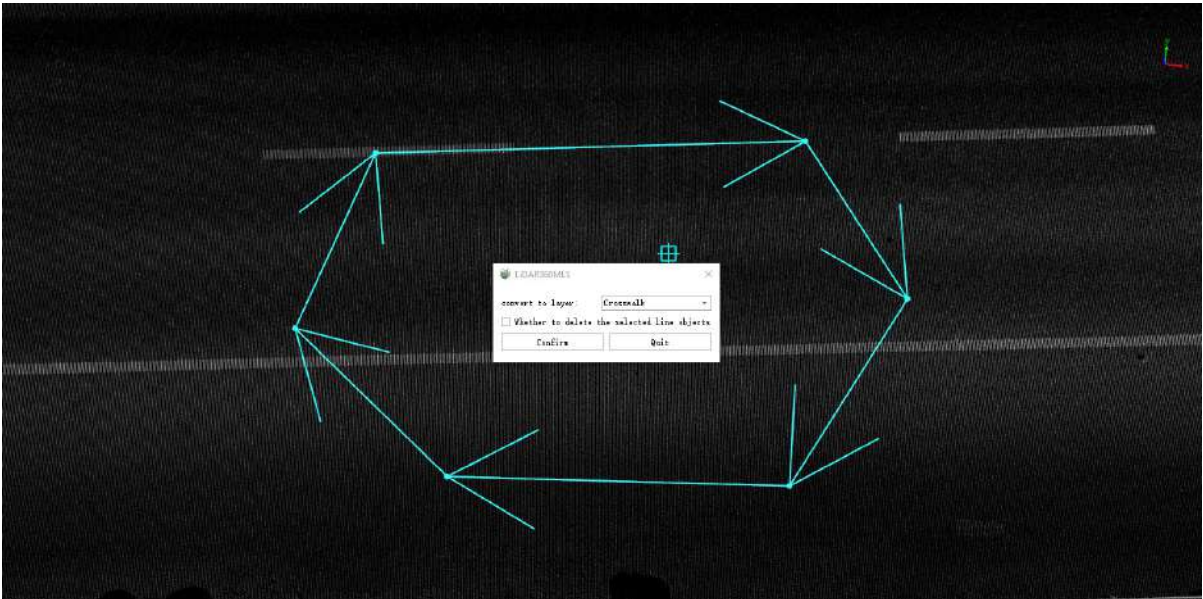 LiDAR360MLS
convert to layer:
Crosswalk
Whether to delete the selected line objects
Confirm
Quit